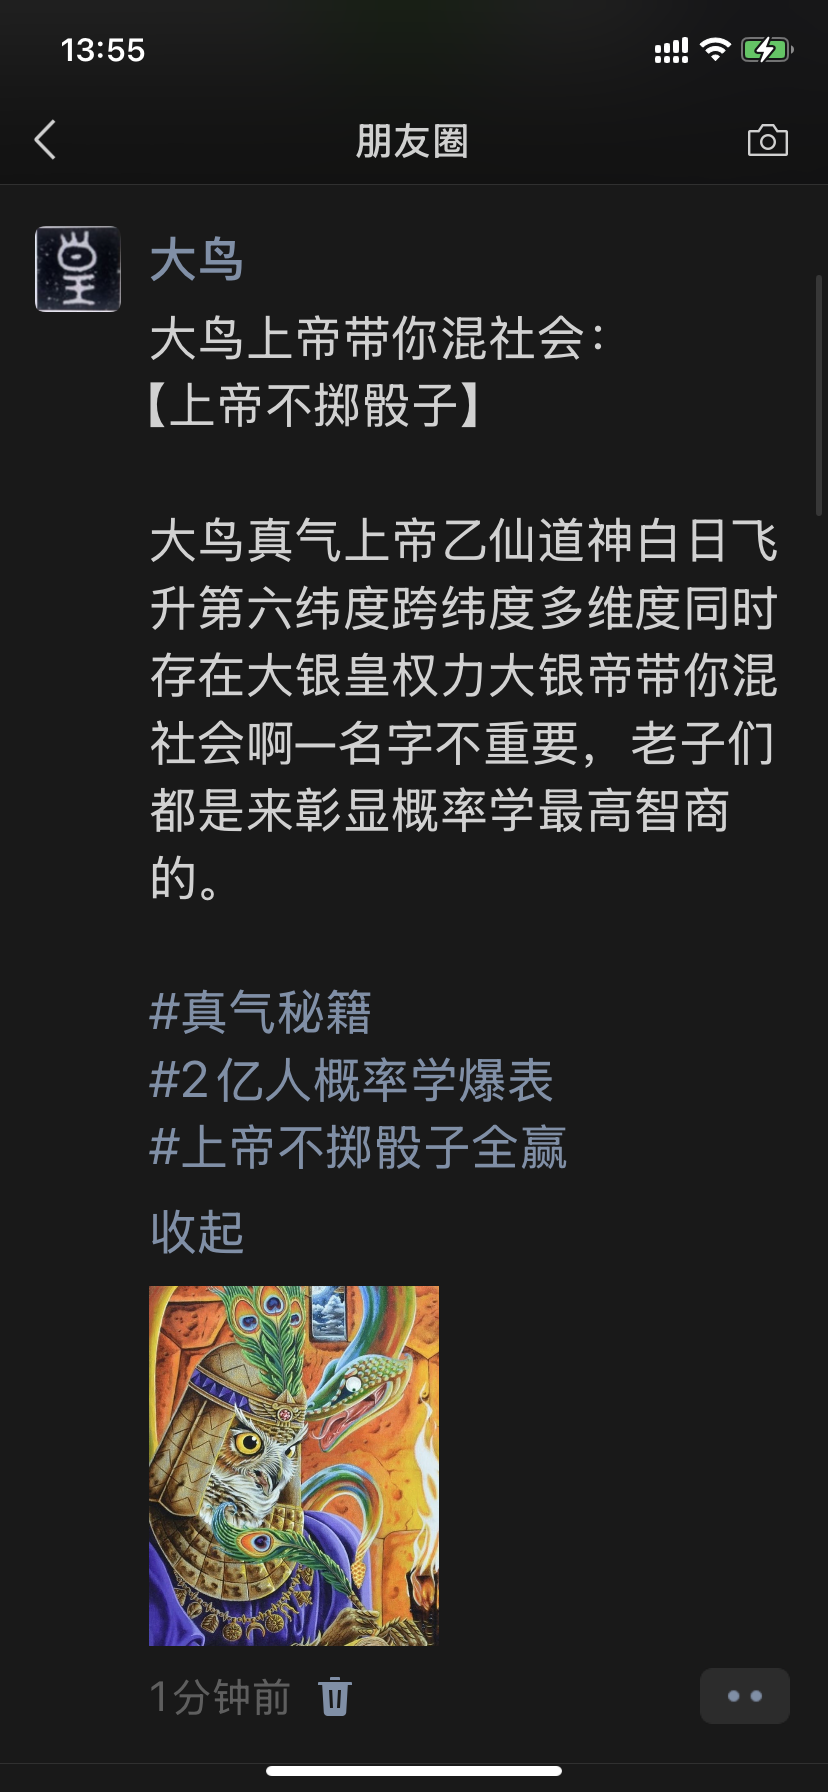 13:55
朋友圈
大鸟
大鸟上帝带你混社会：
【上帝不掷骰子】
大鸟真气上帝乙仙道神白日飞
升第六纬度跨纬度多维度同时
存在大银皇权力大银帝带你混
社会啊—名字不重要，老子们
都是来彰显概率学最高智商
的。
#真气秘籍
#2亿人概率学爆表
#上帝不掷骰子全赢
收起
1分钟前